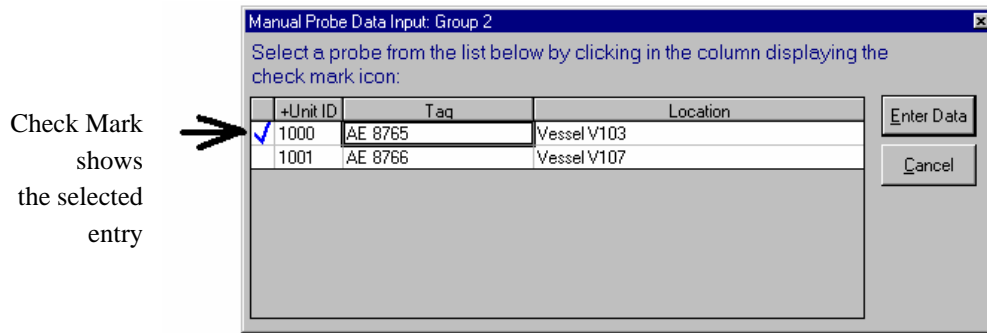 Manual Probe Data Input: Group 2
Select a probe from the list below by clicking in the column displaying the
check mark icon:
+Unit ID Tag Location
1000 AE 8765 Vessel V103
1001 AE 8766 Vessel V107
Enter Data
Cancel
Check Mark
shows
the selected
entry